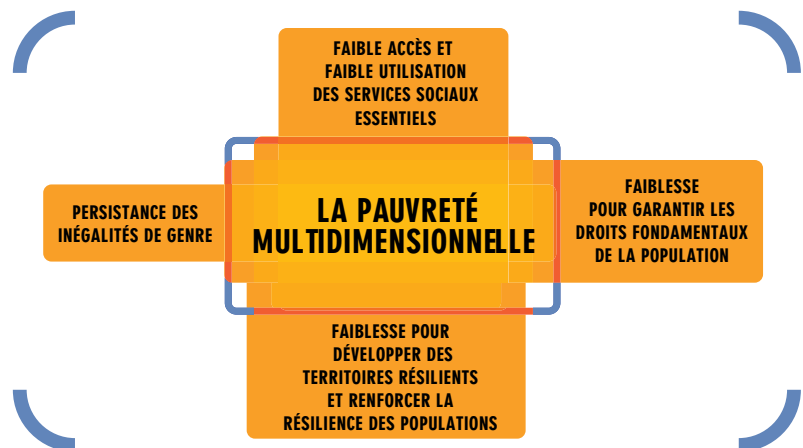 FAIBLE ACCÈS ET
FAIBLE UTILISATION
DES SERVICES SOCIAUX
ESSENTIELS
PERSISTANCE DES
INÉGALITÉS DE GENRE
LA PAUVRETÉ
MULTIDIMENSIONNELLE
FAIBLESSE
POUR GARANTIR LES
DROITS FONDAMENTAUX
DE LA POPULATION
FAIBLESSE POUR
DÉVELOPPER DES
TERRITOIRES RÉSILIENTS
ET RENFORCER LA
RÉSILIENCE DES POPULATIONS